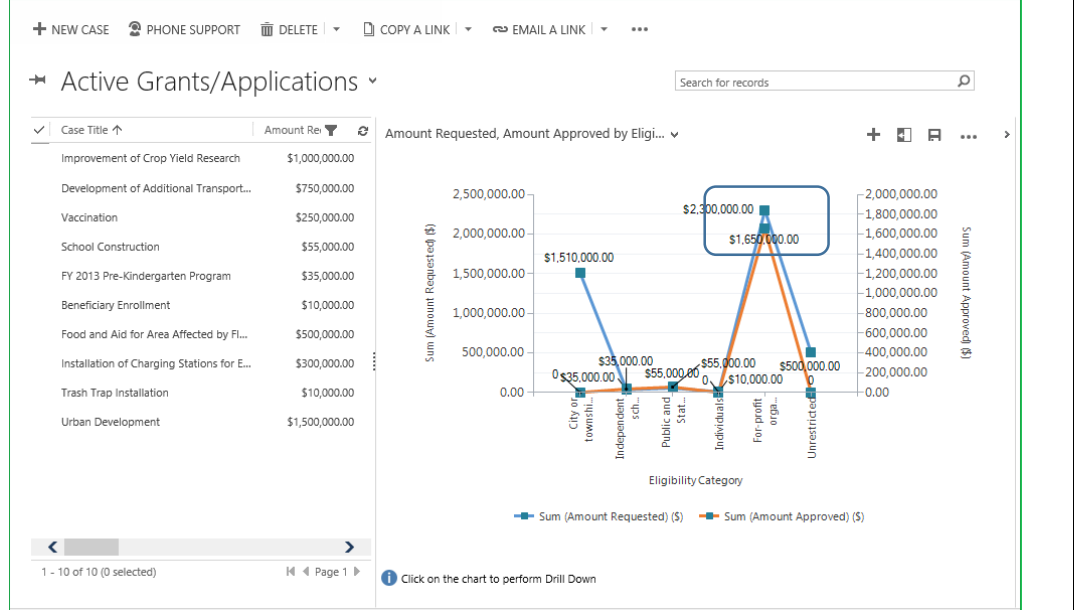 NEW CASE PHONE SUPPORT DELETE COPY A LINK EMAIL A LINK
Active Grants/Applications
Search for records
Case Title ↑ Amount Re
Improvement of Crop Yield Research $1,000,000.00
Development of Additional Transport... $750,000.00
Vaccination $250,000.00
School Construction $55,000.00
FY 2013 Pre-Kindergarten Program $35,000.00
Beneficiary Enrollment $10,000.00
Food and Aid for Area Affected by Fl... $500,000.00
Installation of Charging Stations for E... $300,000.00
Trash Trap Installation $10,000.00
Urban Development $1,500,000.00
1 - 10 of 10 (0 selected) Page 1
Amount Requested, Amount Approved by Eligi...
Sum (Amount Requested) ($)
2,500,000.00
2,000,000.00
1,500,000.00
1,000,000.00
500,000.00
0.00
$2,300,000.00
$1,650,000.00
$1,510,000.00
$35,000.00
$55,000.00
0 $35,000.00
$55,000.00
0 $10,000.00
$500,000.00
0
2,000,000.00
1,800,000.00
1,600,000.00
1,400,000.00
1,200,000.00
1,000,000.00
800,000.00
600,000.00
400,000.00
200,000.00
0.00
Sum (Amount Approved) ($)
City or
townshi...
Independent
sch...
Public and
Stat...
Individuals
For-profit
orga...
Unrestricted
Eligibility Category
Sum (Amount Requested) ($) Sum (Amount Approved) ($)
Click on the chart to perform Drill Down